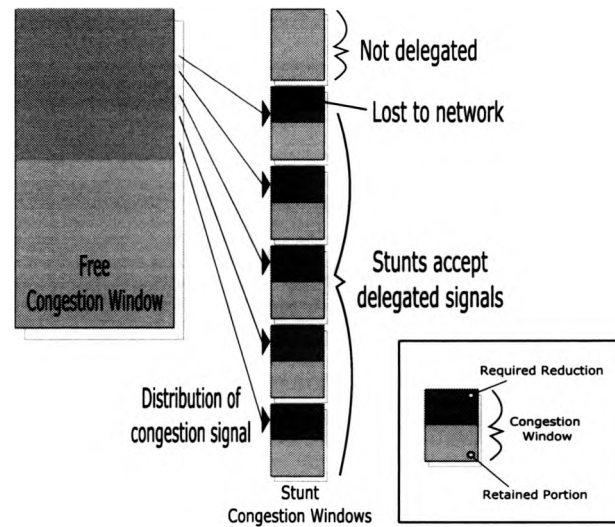 Not delegated
Lost to network
Free
Congestion Window
Stunts accept
delegated signals
Distribution of
congestion signal
Stunt
Congestion Windows
Required Reduction
Congestion
Window
Retained Portion